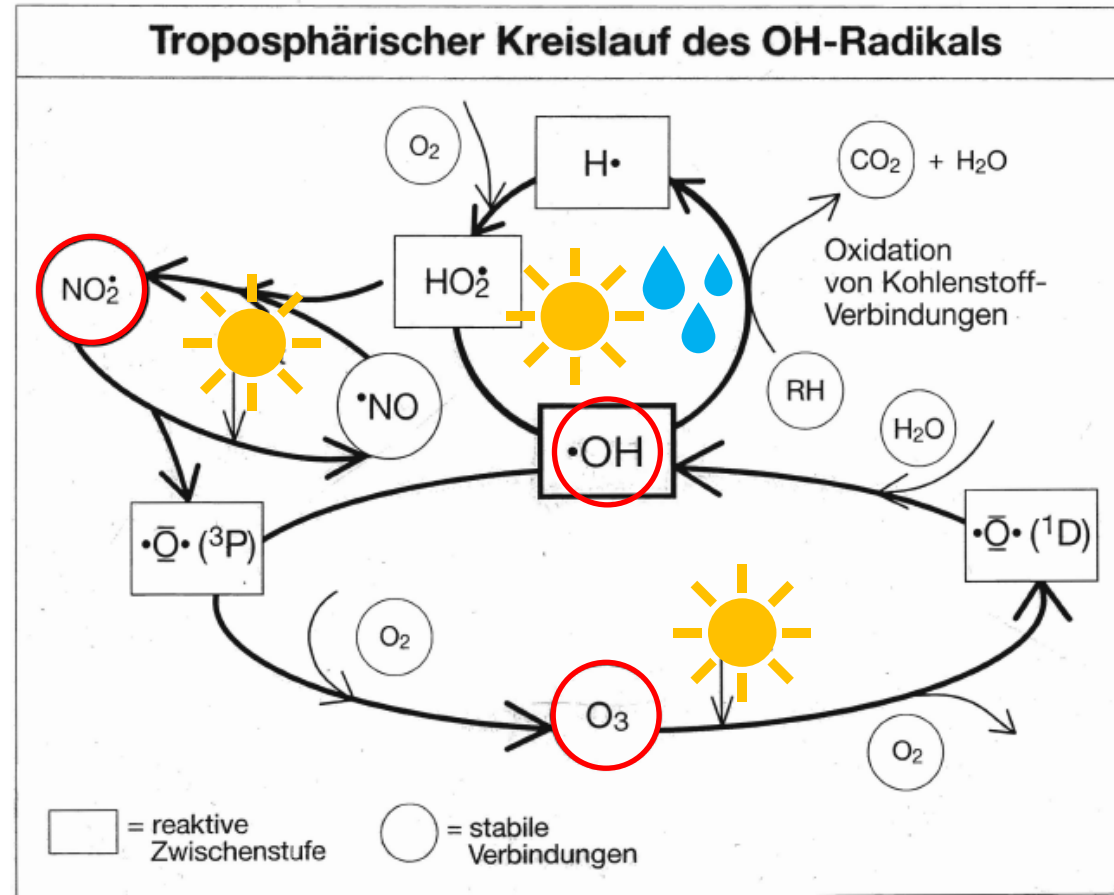 Troposphärischer Kreislauf des OH-Radikals
O₂
H•
CO₂ + H₂O
Oxidation
von Kohlenstoff-
Verbindungen
NO₂•
HO₂•
•NO
RH
H₂O
•OH
•O̲̅• (³P)
•O̲̅• (¹D)
O₂
O₃
O₂
= reaktive
Zwischenstufe
= stabile
Verbindungen